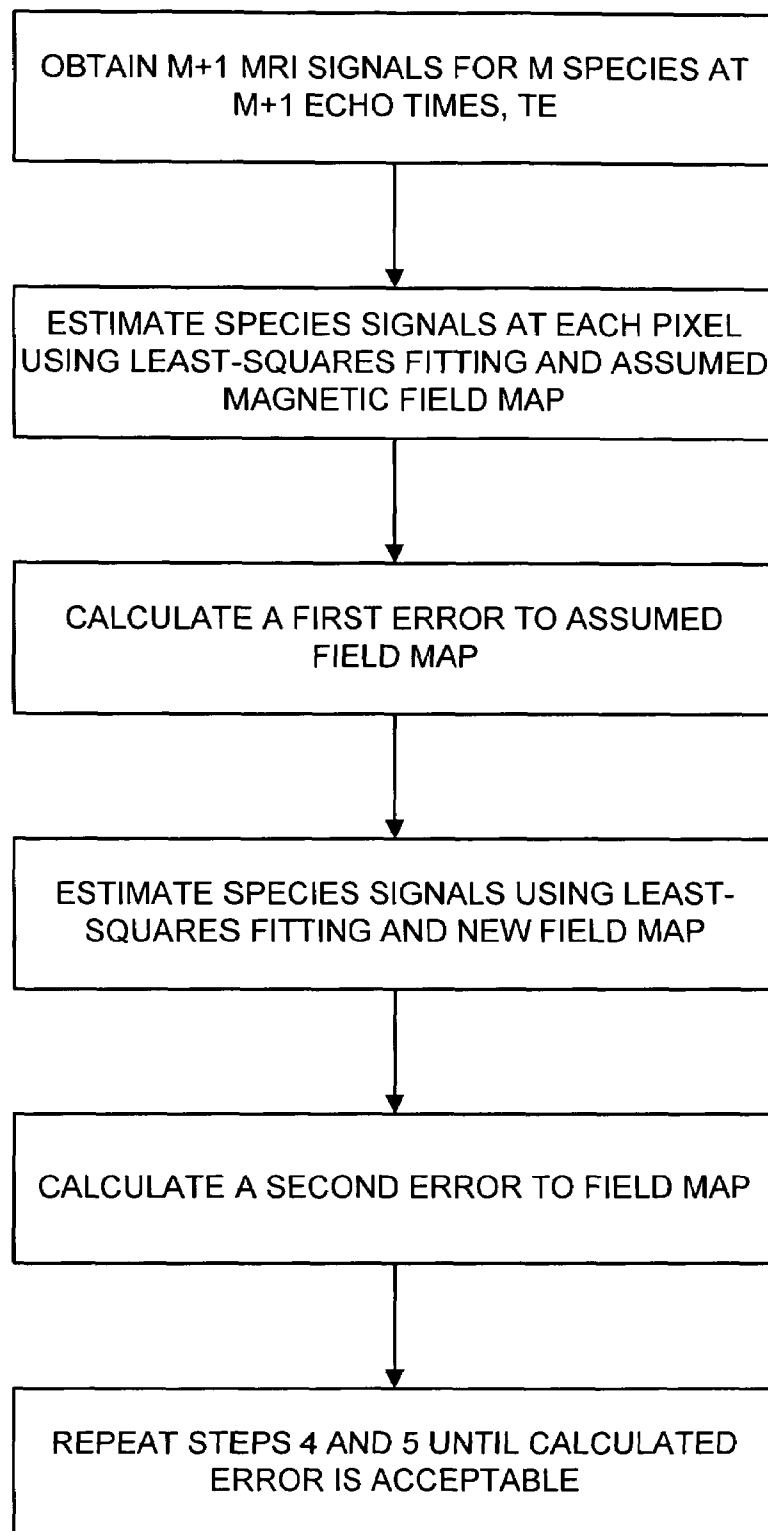 OBTAIN M+1 MRI SIGNALS FOR M SPECIES AT
M+1 ECHO TIMES, TE
ESTIMATE SPECIES SIGNALS AT EACH PIXEL
USING LEAST-SQUARES FITTING AND ASSUMED
MAGNETIC FIELD MAP
CALCULATE A FIRST ERROR TO ASSUMED
FIELD MAP
ESTIMATE SPECIES SIGNALS USING LEAST-
SQUARES FITTING AND NEW FIELD MAP
CALCULATE A SECOND ERROR TO FIELD MAP
REPEAT STEPS 4 AND 5 UNTIL CALCULATED
ERROR IS ACCEPTABLE